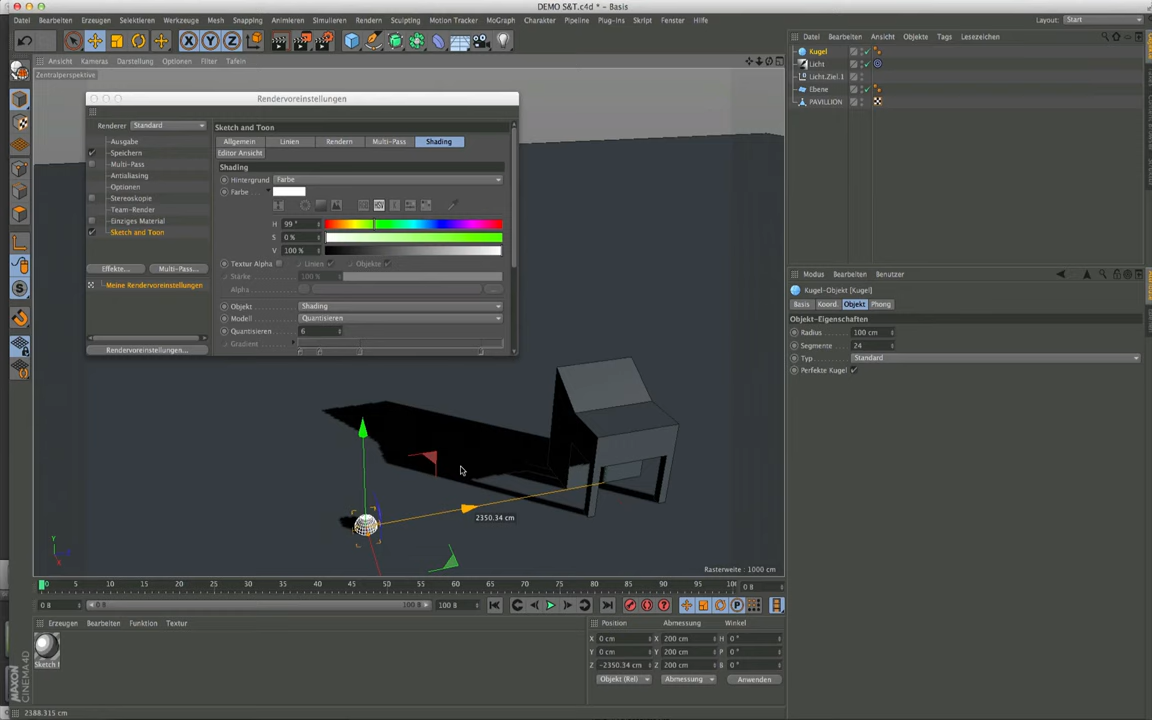 DEMO S&T.c4d * - Basis
Datei Bearbeiten Erzeugen Selektieren Werkzeuge Mesh Snapping Animieren Simulieren Rendern Sculpting Motion Tracker MoGraph Charakter Pipeline Plug-ins Skript Fenster Hilfe Layout: Start
Ansicht Kameras Darstellung Optionen Filter Tafeln
Zentralperspektive
Rendervoreinstellungen
Renderer Standard
Ausgabe
Speichern
Multi-Pass
Antialiasing
Optionen
Stereoskopie
Team-Render
Einziges Material
Sketch and Toon
Effekte... Multi-Pass...
Meine Rendervoreinstellungen
Rendervoreinstellungen...
Sketch and Toon
Allgemein Linien Rendern Multi-Pass Shading
Editor Ansicht
Shading
Hintergrund Farbe
Farbe
H 99 °
S 0 %
V 100 %
Textur Alpha Linien Objekte
Stärke 100 %
Alpha
Objekt Shading
Modell Quantisieren
Quantisieren 6
Gradient
2350.34 cm
Rasterweite : 1000 cm
Y
X
0 5 10 15 20 25 30 35 40 45 50 55 60 65 70 75 80 85 90 95 100 0 B
0 B 0 B 100 B 100 B
Erzeugen Bearbeiten Funktion Textur
Sketch
MAXON CINEMA4D
Position Abmessung Winkel
X 0 cm X 200 cm H 0 °
Y 0 cm Y 200 cm P 0 °
Z -2350.34 cm Z 200 cm B 0 °
Objekt (Rel) Abmessung Anwenden
2388.315 cm
Datei Bearbeiten Ansicht Objekte Tags Lesezeichen
Kugel
Licht
Licht.Ziel.1
Ebene
PAVILLION
Modus Bearbeiten Benutzer
Kugel-Objekt [Kugel]
Basis Koord. Objekt Phong
Objekt-Eigenschaften
Radius 100 cm
Segmente 24
Typ Standard
Perfekte Kugel